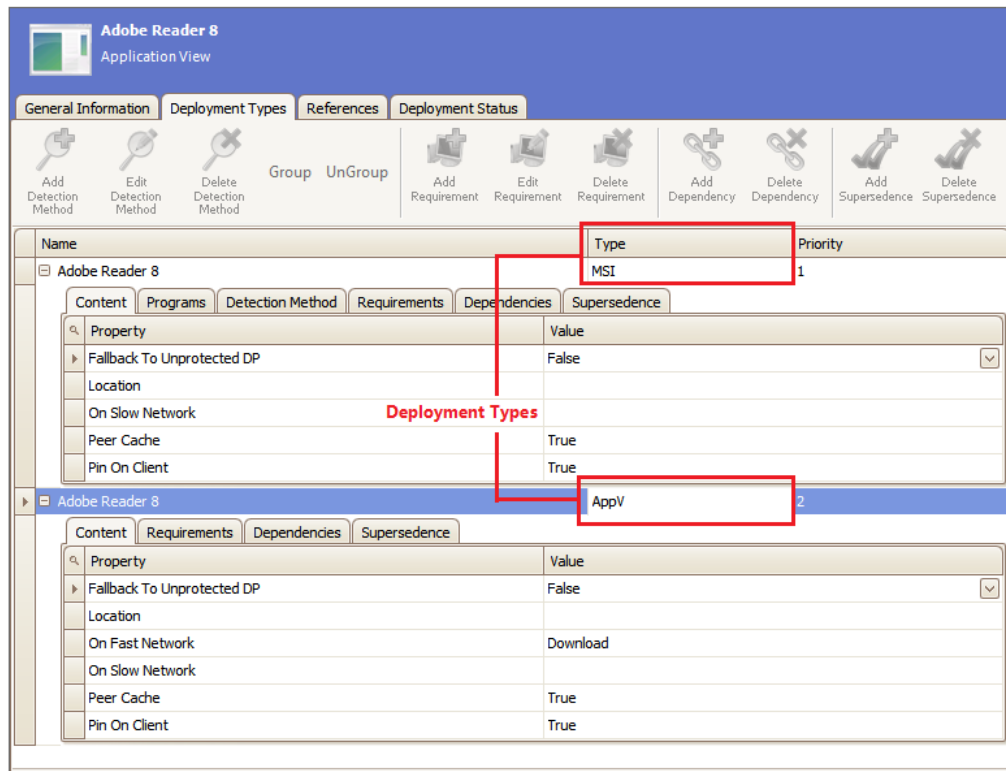 Adobe Reader 8
Application View
General Information Deployment Types References Deployment Status
Add Detection Method Edit Detection Method Delete Detection Method Group UnGroup Add Requirement Edit Requirement Delete Requirement Add Dependency Delete Dependency Add Supersedence Delete Supersedence
Name Type Priority
Adobe Reader 8 MSI 1
Content Programs Detection Method Requirements Dependencies Supersedence
Property Value
Fallback To Unprotected DP False
Location
On Slow Network
Deployment Types
Peer Cache True
Pin On Client True
Adobe Reader 8 AppV 2
Content Requirements Dependencies Supersedence
Property Value
Fallback To Unprotected DP False
Location
On Fast Network Download
On Slow Network
Peer Cache True
Pin On Client True